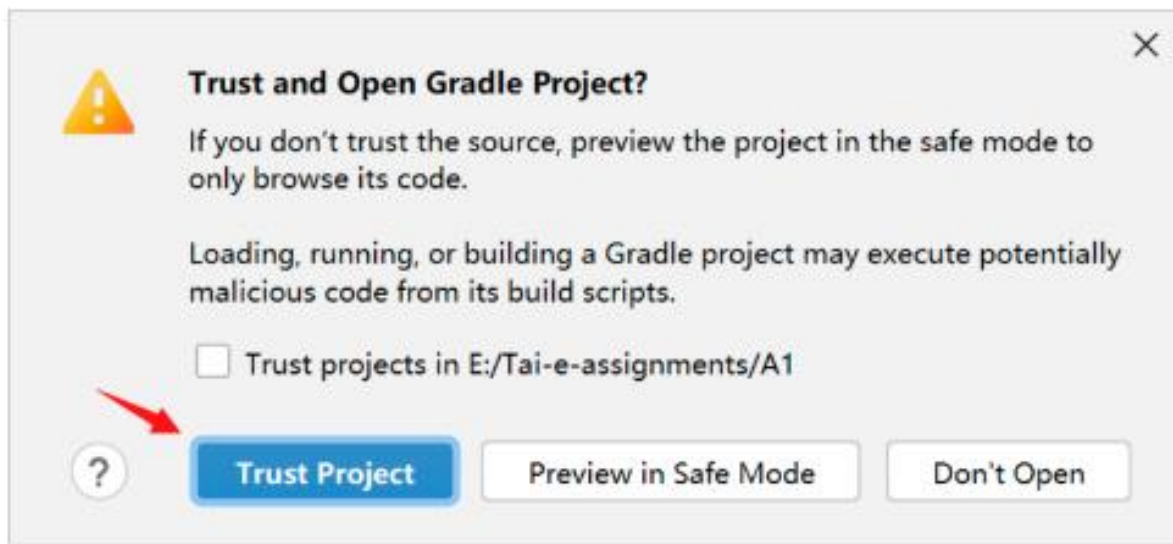 Trust and Open Gradle Project?
If you don't trust the source, preview the project in the safe mode to
only browse its code.
Loading, running, or building a Gradle project may execute potentially
malicious code from its build scripts.
Trust projects in E:/Tai-e-assignments/A1
? Trust Project Preview in Safe Mode Don't Open